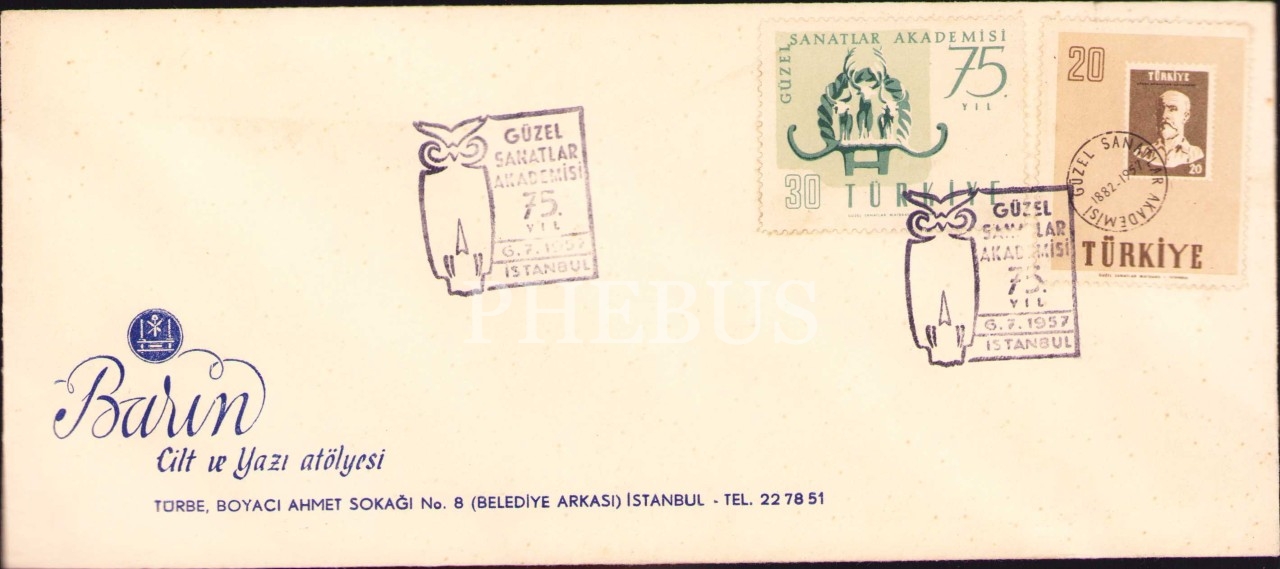 GÜZEL SANATLAR AKADEMİSİ
75.
YIL
30 TÜRKİYE
20
TÜRKİYE
20
GÜZEL SANATLAR AKADEMİSİ
1882-1957
TÜRKİYE
GÜZEL
SANATLAR
AKADEMİSİ
75.
YIL
6.7.1957
İSTANBUL
GÜZEL
SANATLAR
AKADEMİSİ
75.
YIL
6.7.1957
İSTANBUL
PHEBUS
Barın
Cilt ve Yazı atölyesi
TÜRBE, BOYACI AHMET SOKAĞI No. 8 (BELEDİYE ARKASI) İSTANBUL - TEL. 22 78 51